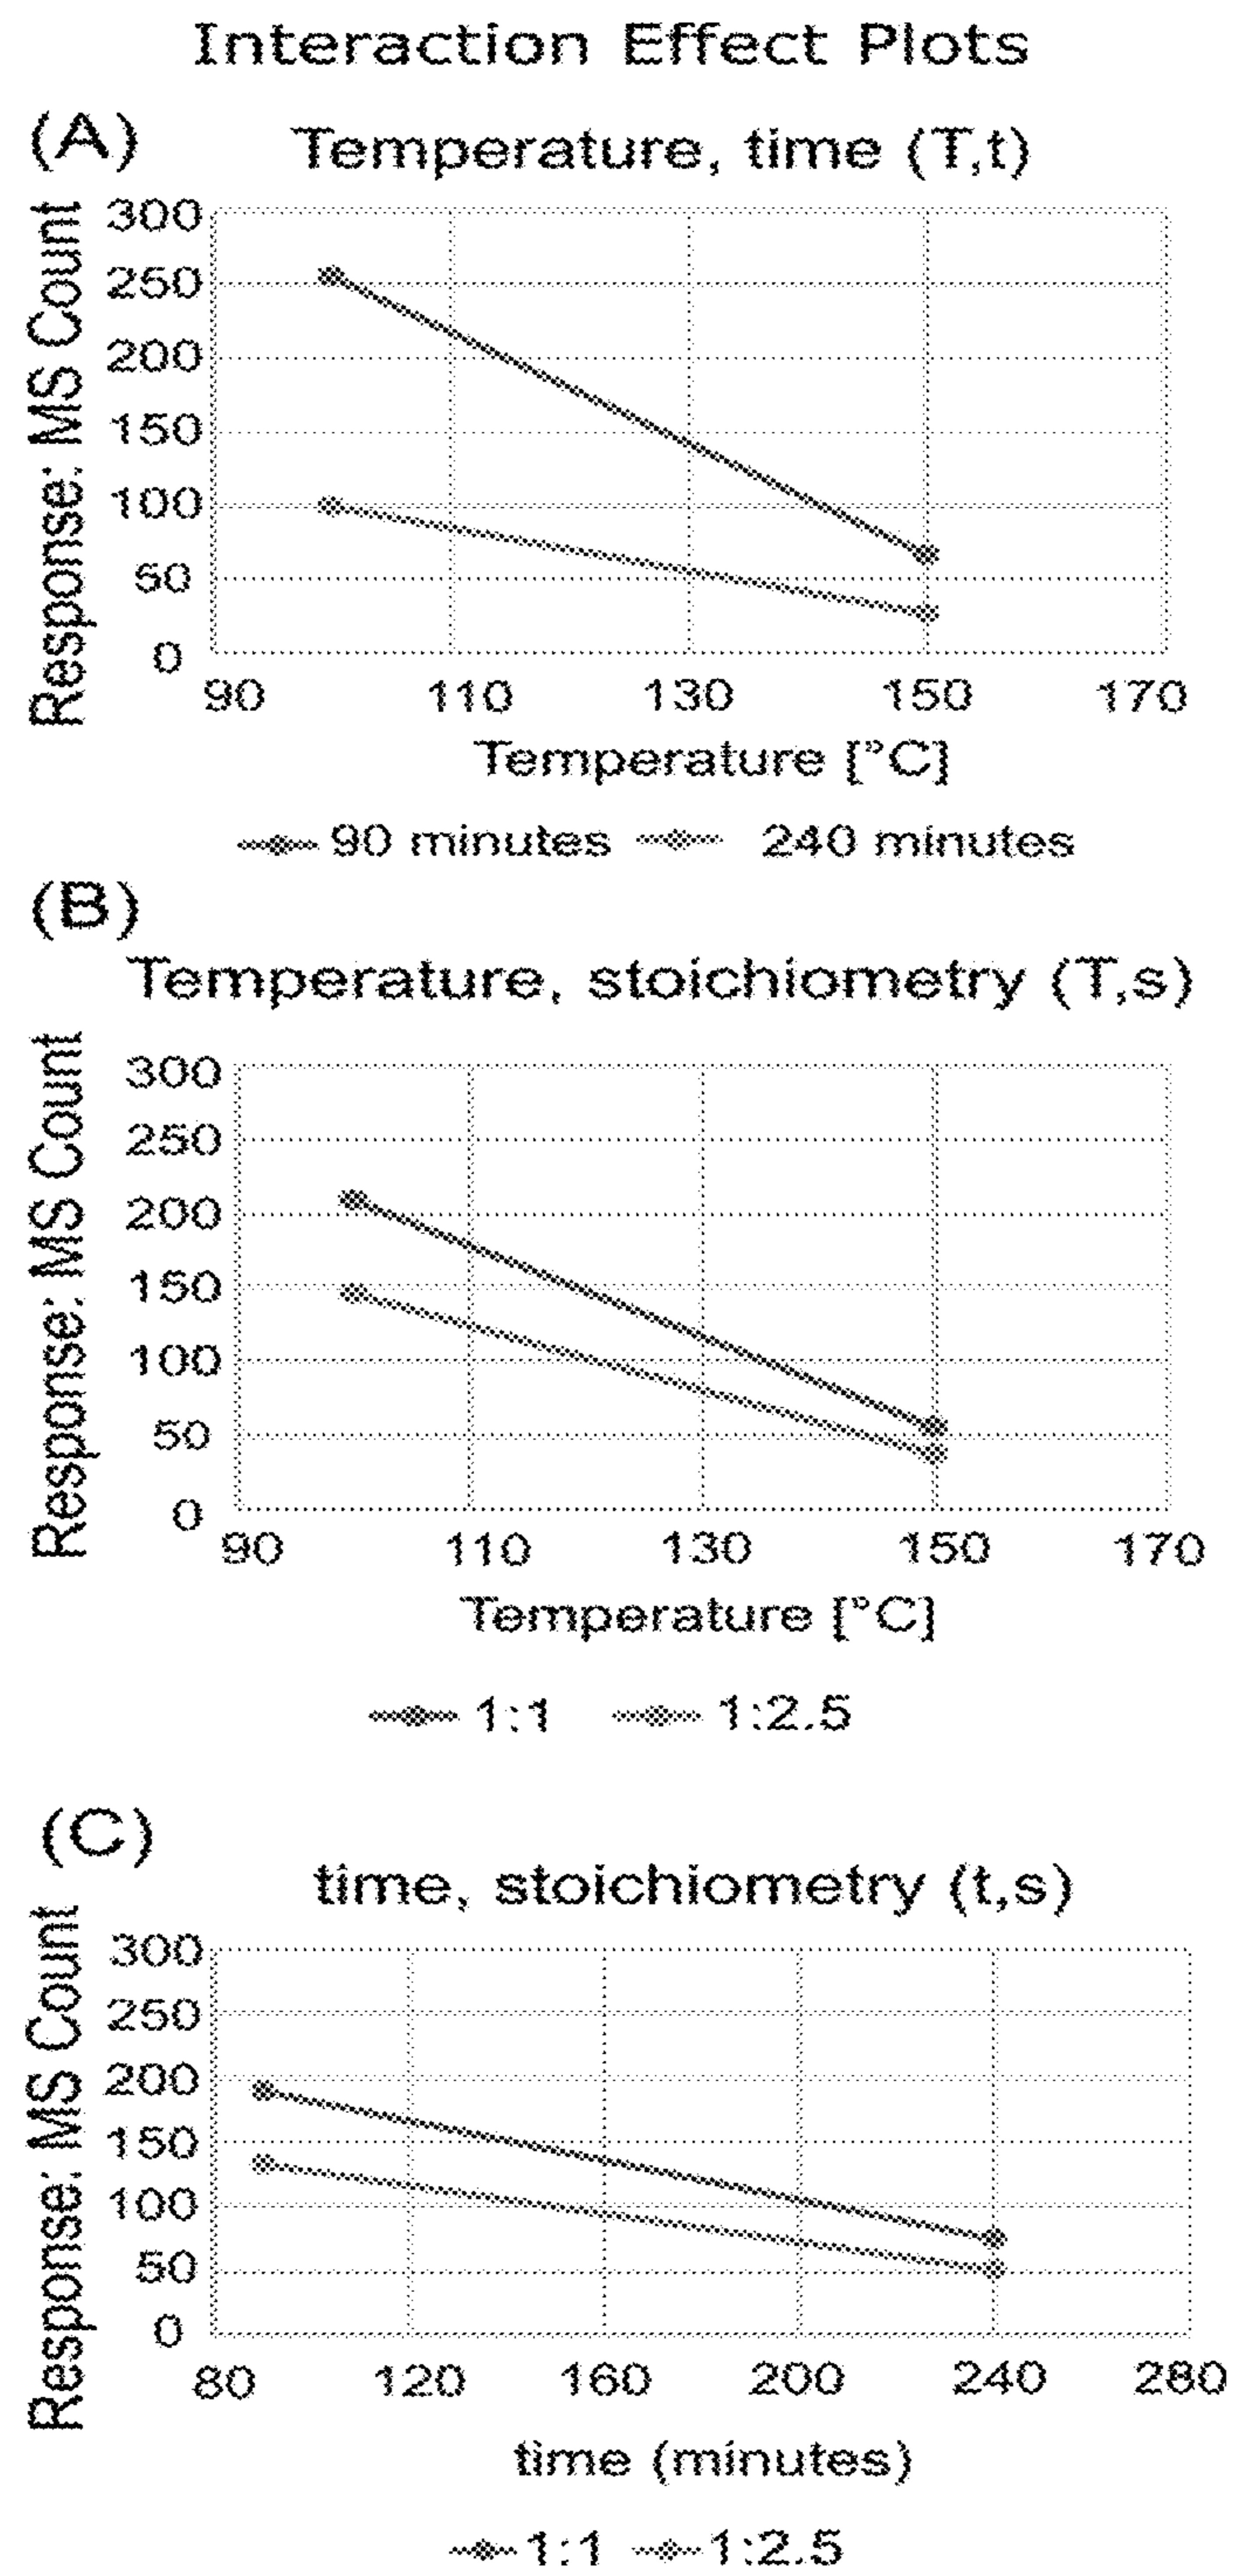 Interaction Effect Plots
(A)
Temperature, time (T,t)
Response: MS Count
300
250
200
150
100
50
0
90 110 130 150 170
Temperature [°C]
90 minutes 240 minutes
(B)
Temperature, stoichiometry (T,s)
Response: MS Count
300
250
200
150
100
50
0
90 110 130 150 170
Temperature [°C]
1:1 1:2.5
(C)
time, stoichiometry (t,s)
Response: MS Count
300
250
200
150
100
50
0
80 120 160 200 240 280
time (minutes)
1:1 1:2.5